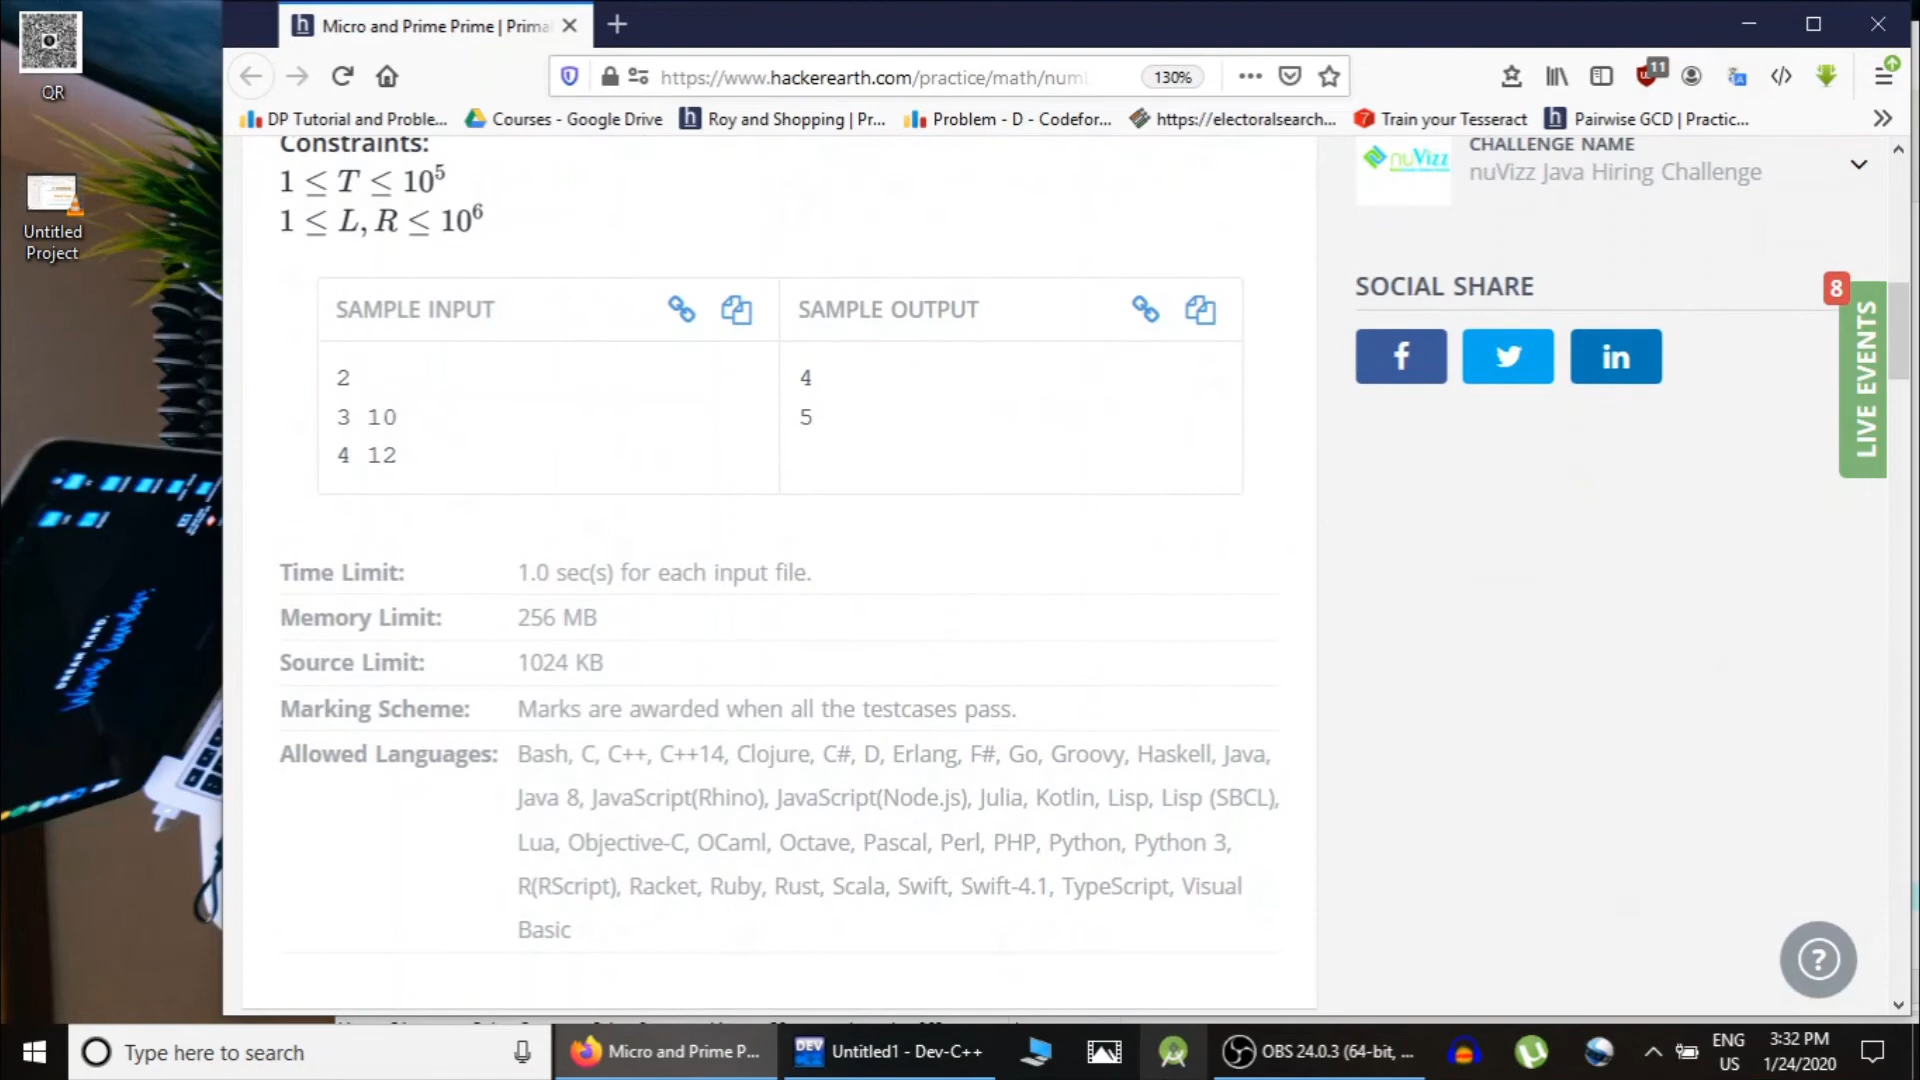 QR
Untitled
Project
Micro and Prime Prime | Prima
https://www.hackerearth.com/practice/math/num
130%
11
DP Tutorial and Proble...
Courses - Google Drive
Roy and Shopping | Pr...
Problem - D - Codefor...
https://electoralsearch...
Train your Tesseract
Pairwise GCD | Practic...
Constraints:
1 ≤ T ≤ 10^5
1 ≤ L, R ≤ 10^6
SAMPLE INPUT
SAMPLE OUTPUT
2
3 10
4 12
4
5
Time Limit: 1.0 sec(s) for each input file.
Memory Limit: 256 MB
Source Limit: 1024 KB
Marking Scheme: Marks are awarded when all the testcases pass.
Allowed Languages: Bash, C, C++, C++14, Clojure, C#, D, Erlang, F#, Go, Groovy, Haskell, Java,
Java 8, JavaScript(Rhino), JavaScript(Node.js), Julia, Kotlin, Lisp, Lisp (SBCL),
Lua, Objective-C, OCaml, Octave, Pascal, Perl, PHP, Python, Python 3,
R(RScript), Racket, Ruby, Rust, Scala, Swift, Swift-4.1, TypeScript, Visual
Basic
nuVizz
CHALLENGE NAME
nuVizz Java Hiring Challenge
SOCIAL SHARE
8
LIVE EVENTS
DREAM HARD,
Type here to search
Micro and Prime P...
DEV
Untitled1 - Dev-C++
OBS 24.0.3 (64-bit, ...
ENG
US
3:32 PM
1/24/2020